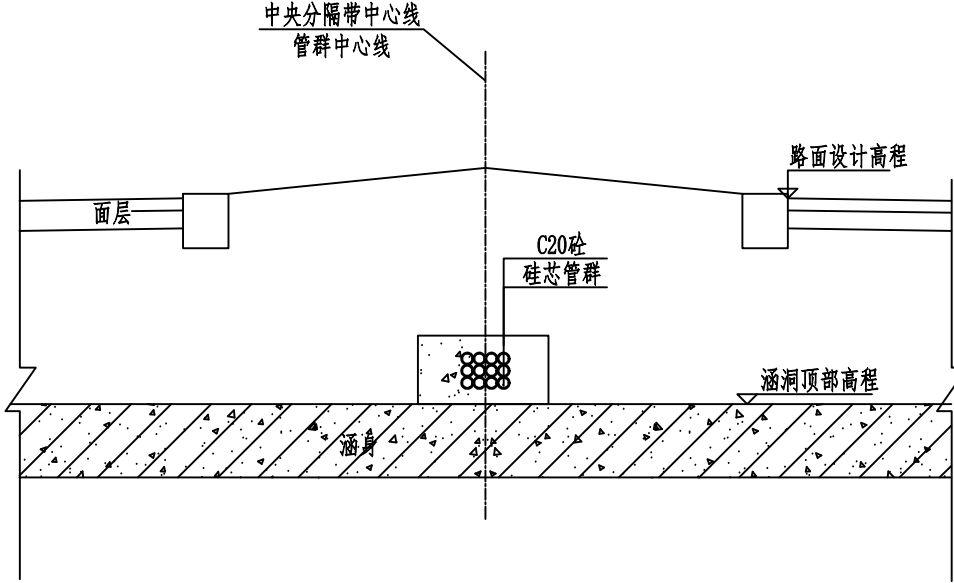 中央分隔带中心线
管群中心线
路面设计高程
面层
C20砼
硅芯管群
涵洞顶部高程
涵身